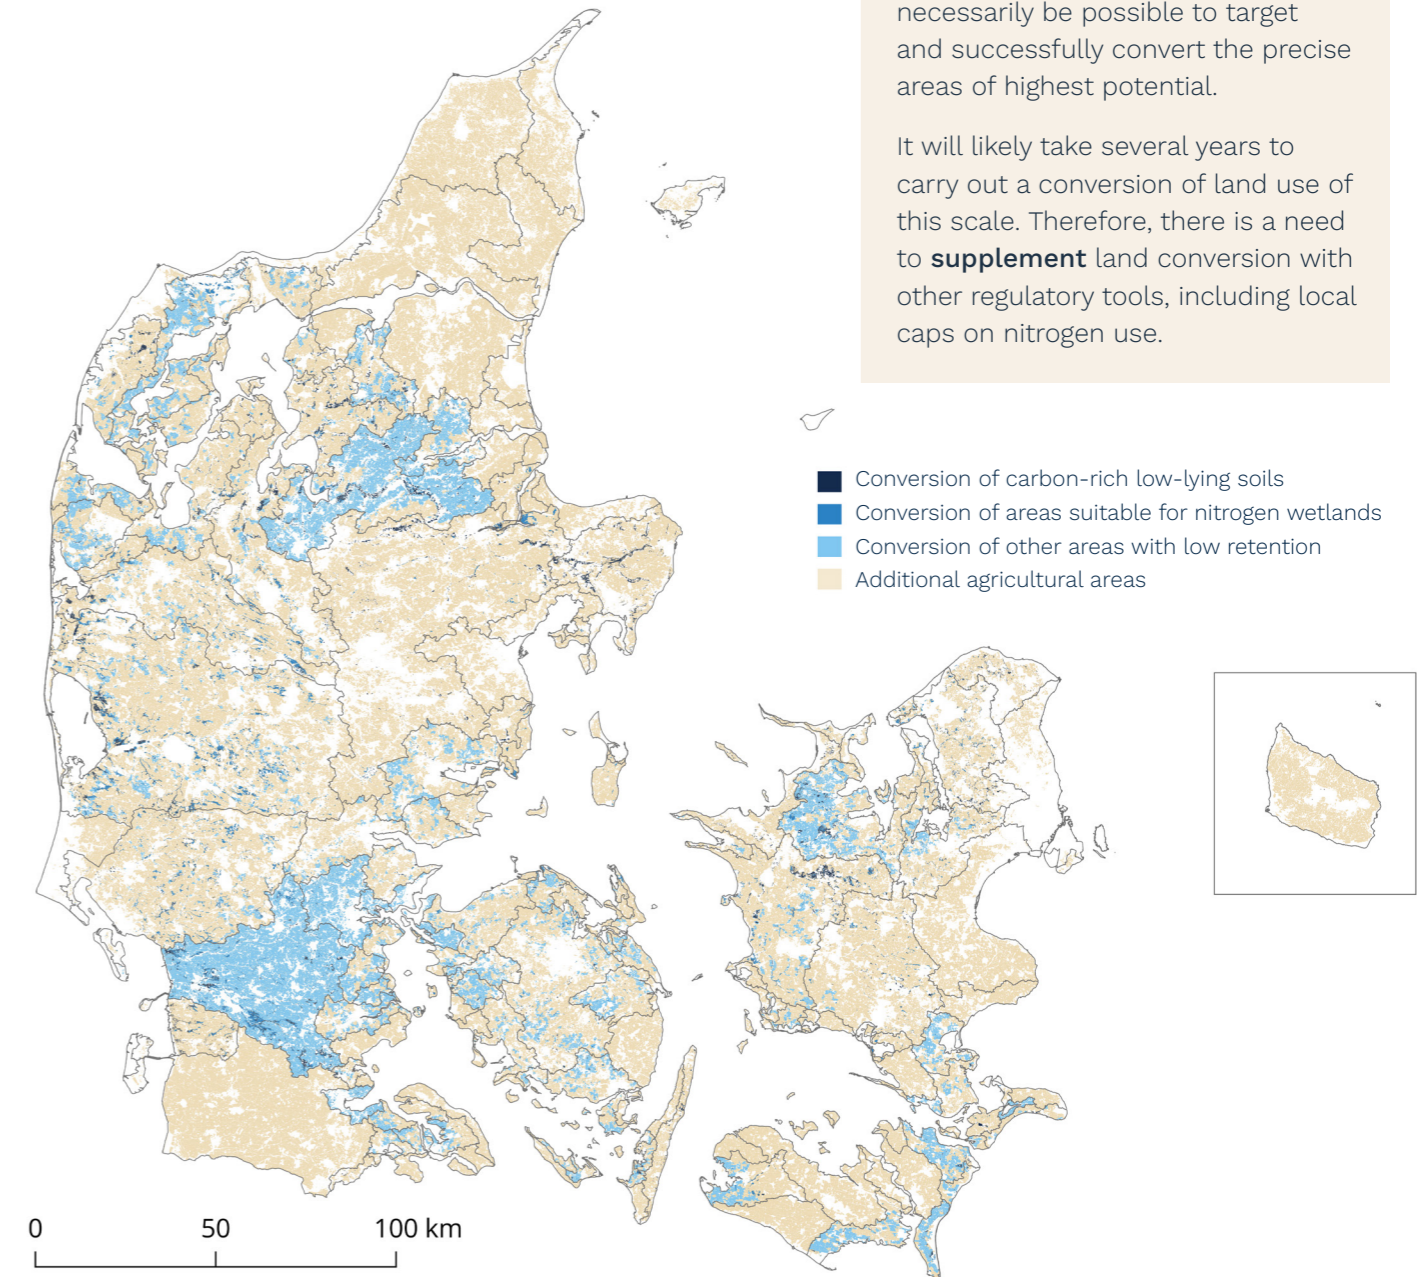 necessarily be possible to target
and successfully convert the precise
areas of highest potential.
It will likely take several years to
carry out a conversion of land use of
this scale. Therefore, there is a need
to supplement land conversion with
other regulatory tools, including local
caps on nitrogen use.
Conversion of carbon-rich low-lying soils
Conversion of areas suitable for nitrogen wetlands
Conversion of other areas with low retention
Additional agricultural areas
0 50 100 km